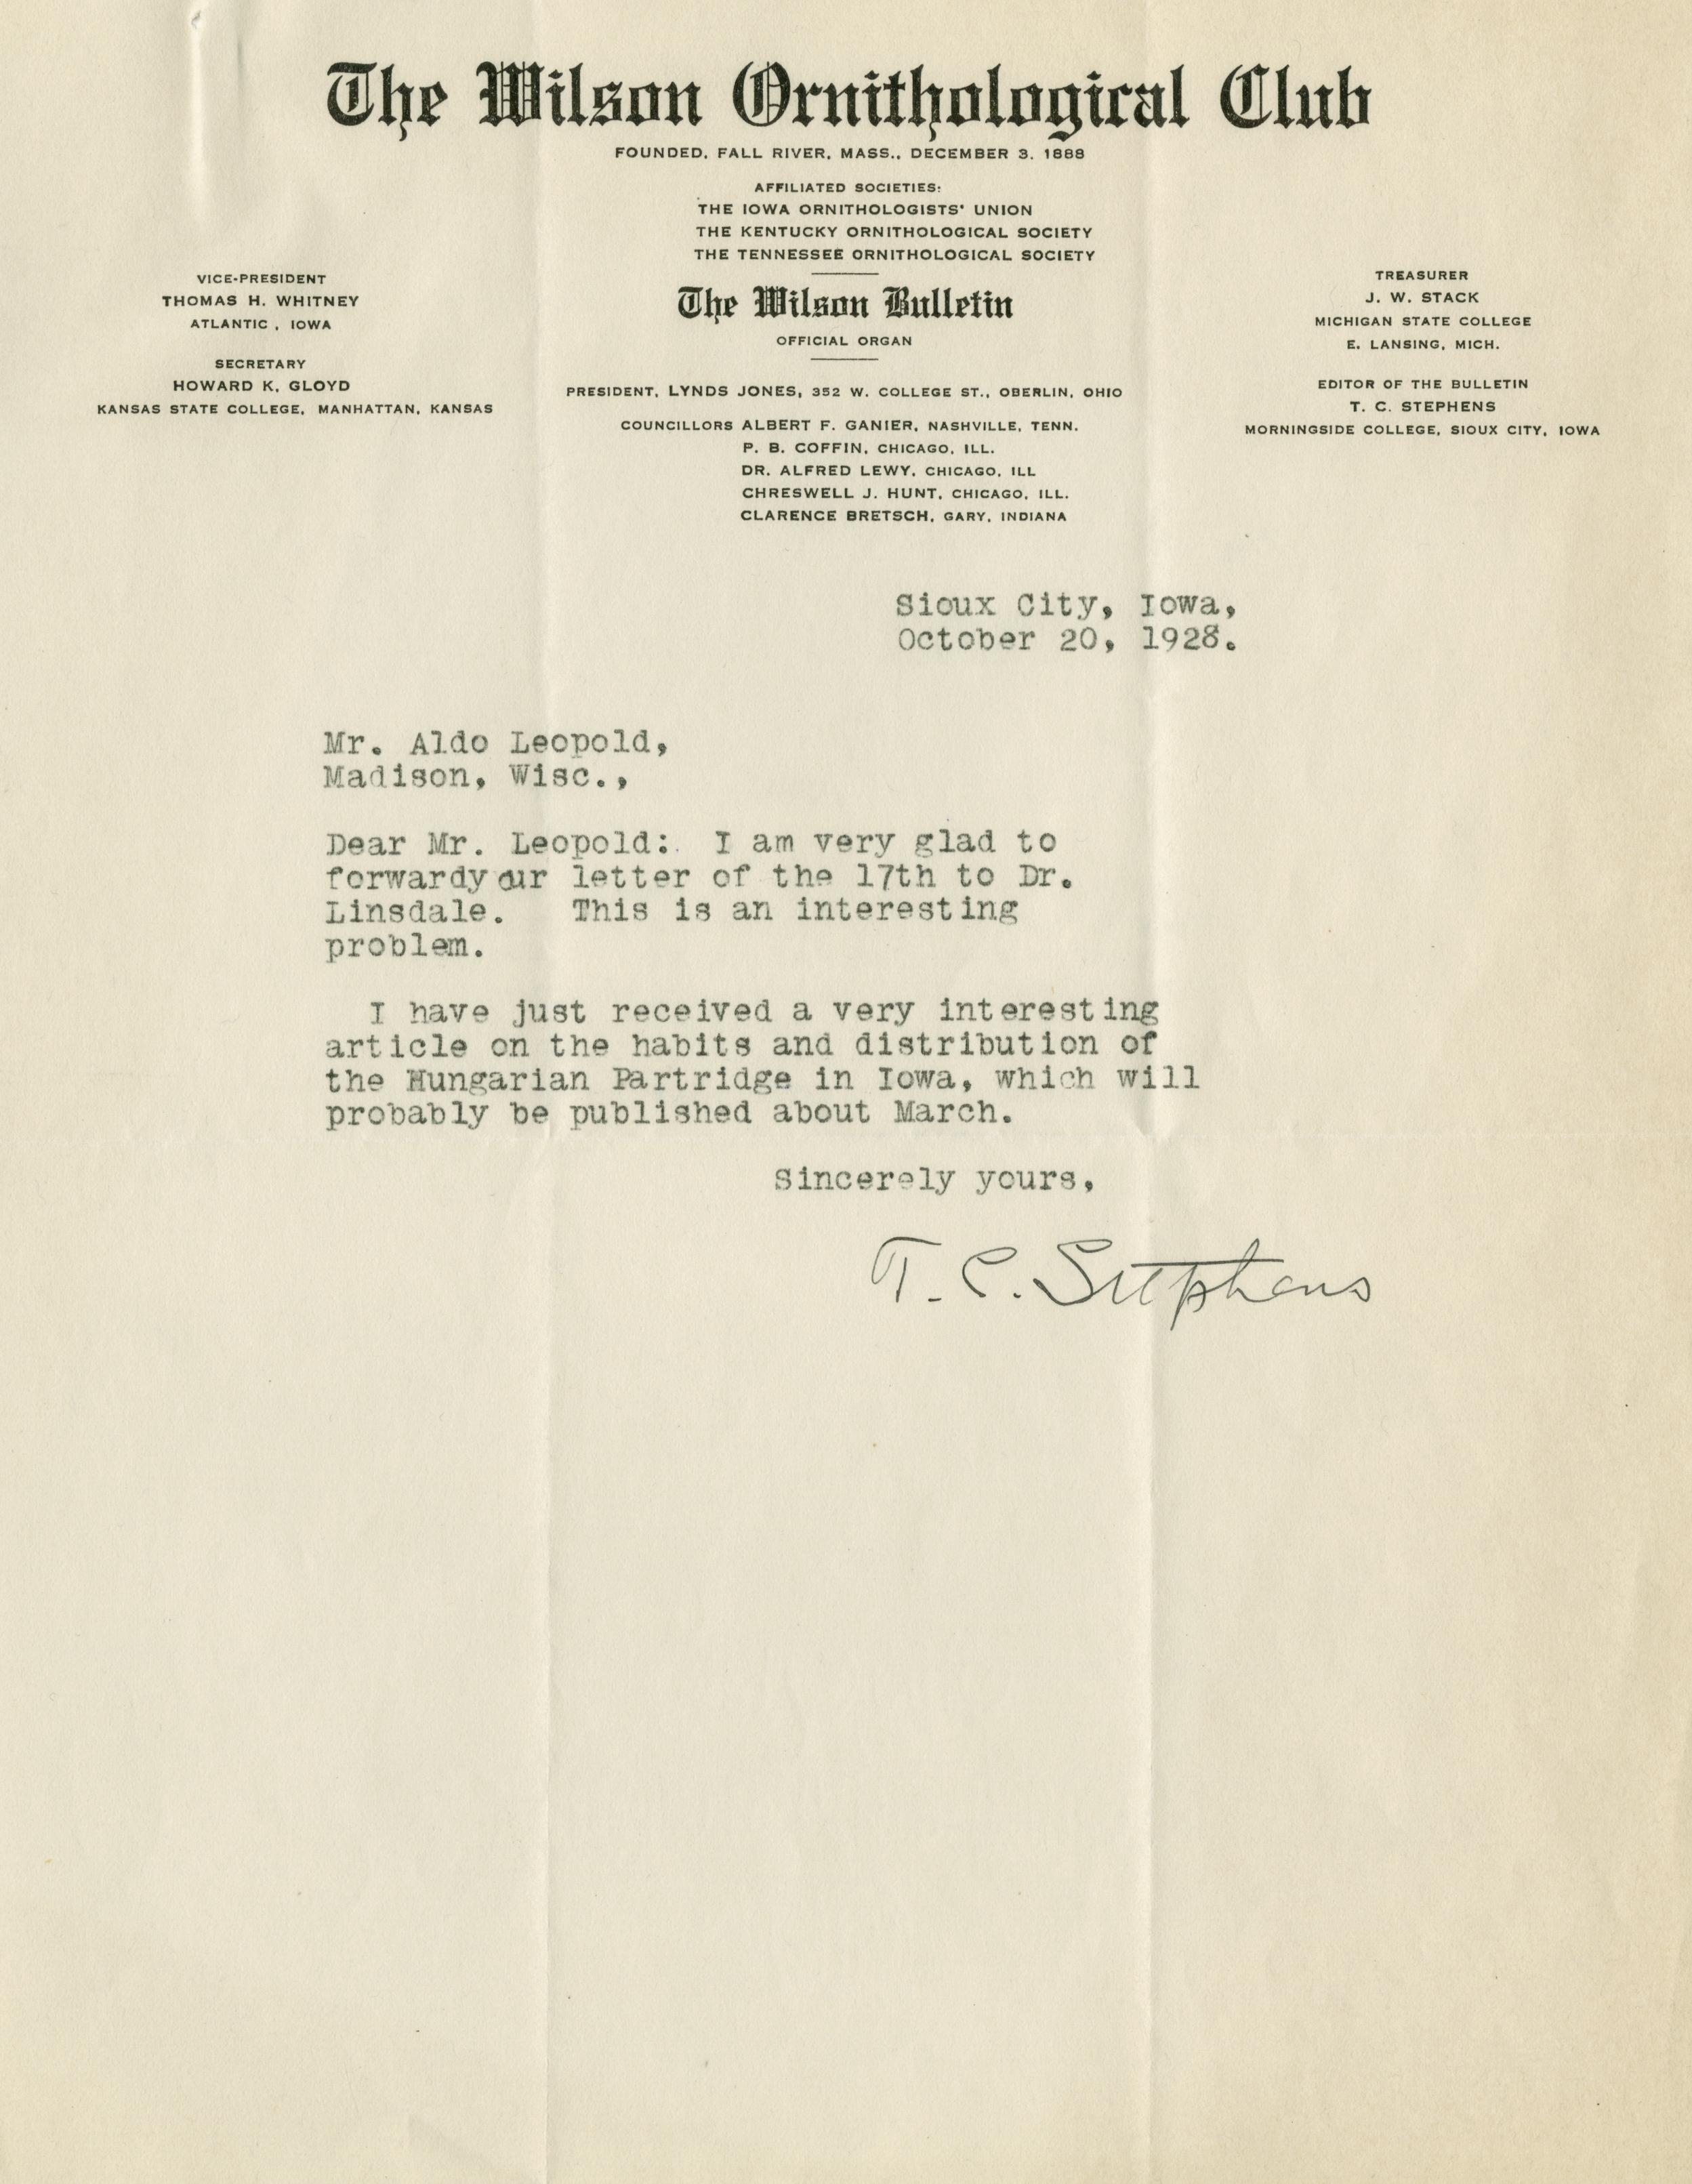 The Wilson Ornithological Club
FOUNDED, FALL RIVER, MASS., DECEMBER 3, 1888
AFFILIATED SOCIETIES:
THE IOWA ORNITHOLOGISTS' UNION
THE KENTUCKY ORNITHOLOGICAL SOCIETY
THE TENNESSEE ORNITHOLOGICAL SOCIETY
The Wilson Bulletin
OFFICIAL ORGAN
VICE-PRESIDENT
THOMAS H. WHITNEY
ATLANTIC, IOWA
SECRETARY
HOWARD K. GLOYD
KANSAS STATE COLLEGE, MANHATTAN, KANSAS
PRESIDENT, LYNDS JONES, 352 W. COLLEGE ST., OBERLIN, OHIO
COUNCILLORS ALBERT F. GANIER, NASHVILLE, TENN.
P. B. COFFIN, CHICAGO, ILL.
DR. ALFRED LEWY, CHICAGO, ILL
CHRESWELL J. HUNT, CHICAGO, ILL.
CLARENCE BRETSCH, GARY, INDIANA
TREASURER
J. W. STACK
MICHIGAN STATE COLLEGE
E. LANSING, MICH.
EDITOR OF THE BULLETIN
T. C. STEPHENS
MORNINGSIDE COLLEGE, SIOUX CITY, IOWA
Sioux City, Iowa,
October 20, 1928.
Mr. Aldo Leopold,
Madison, Wisc.,
Dear Mr. Leopold: I am very glad to
forwardyour letter of the 17th to Dr.
Linsdale. This is an interesting
problem.
I have just received a very interesting
article on the habits and distribution of
the Hungarian Partridge in Iowa, which will
probably be published about March.
Sincerely yours,
T. C. Stephens